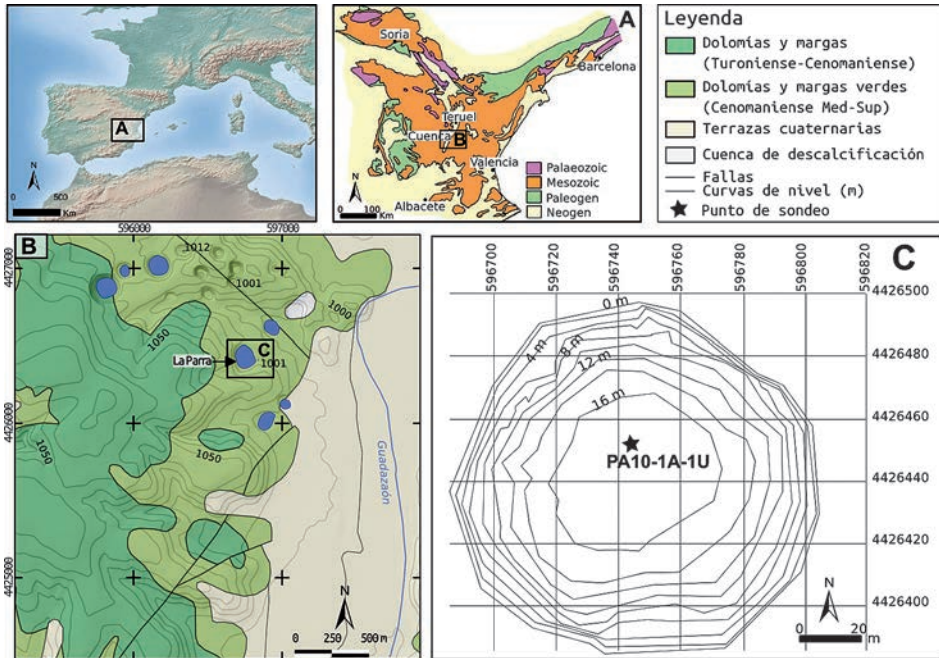 A
N
0 500
Km
A
Soria
Barcelona
Teruel
Cuenca
B
Valencia
Albacete
N
0 100
Km
Palaeozoic
Mesozoic
Paleogen
Neogen
Leyenda
Dolomías y margas
(Turoniense-Cenomaniense)
Dolomías y margas verdes
(Cenomaniense Med-Sup)
Terrazas cuaternarias
Cuenca de descalcificación
Fallas
Curvas de nivel (m)
Punto de sondeo
B
596000 597000
4427000
4426000
4425000
1012
1001
1000
1050
La Parra
C
1001
1050
1050
Guadazaón
N
0 250 500 m
C
596700 596720 596740 596760 596780 596800 596820
4426500
4426480
4426460
4426440
4426420
4426400
0 m
4 m
8 m
12 m
16 m
PA10-1A-1U
N
0 20
m